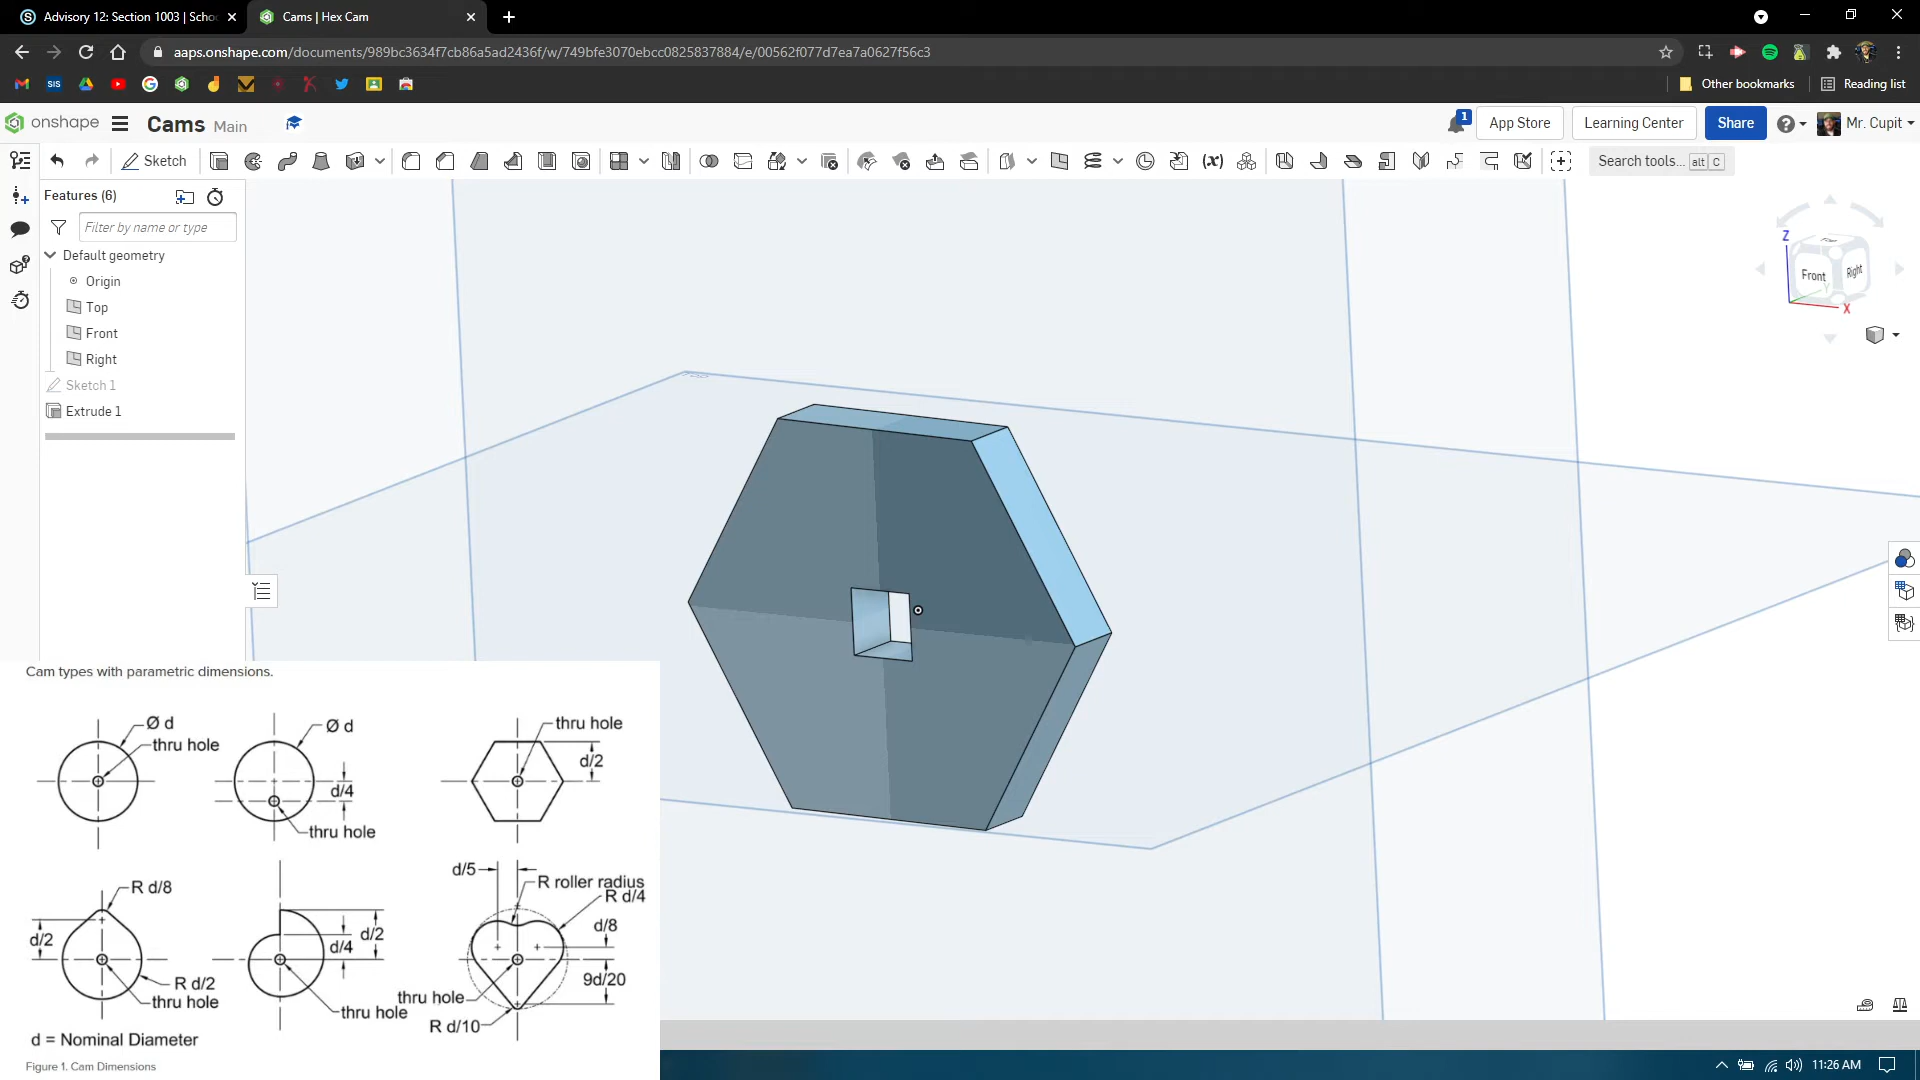 Advisory 12: Section 1003 | Scho
Cams | Hex Cam
aaps.onshape.com/documents/989bc3634f7cb86a5ad2436f/w/749bfe3070ebcc0825837884/e/00562f077d7ea7a0627f56c3
SIS
Other bookmarks
Reading list
onshape
Cams Main
1
App Store
Learning Center
Share
Mr. Cupit
Sketch
Search tools... alt C
Features (6)
Filter by name or type
Default geometry
Origin
Top
Front
Right
Sketch 1
Extrude 1
Top
Z
Top
Front
Right
Y
X
Cam types with parametric dimensions.
Ø d
thru hole
Ø d
d/4
thru hole
thru hole
d/2
R d/8
d/2
R d/2
thru hole
d/4
d/2
thru hole
d/5
R roller radius
R d/4
d/8
9d/20
thru hole
R d/10
d = Nominal Diameter
Figure 1. Cam Dimensions
11:26 AM